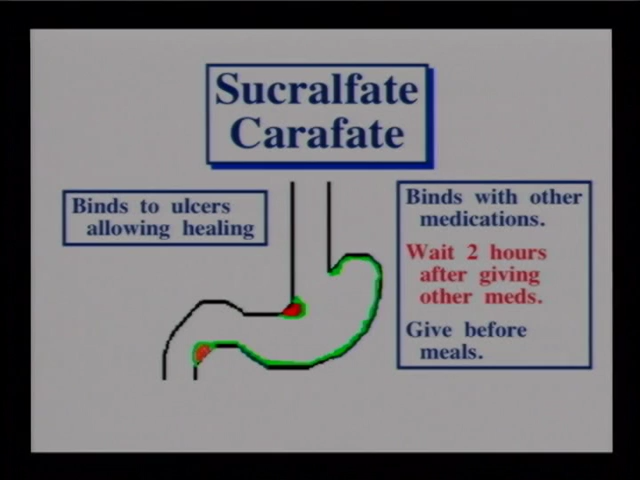 Sucralfate
Carafate
Binds to ulcers
allowing healing
Binds with other
medications.
Wait 2 hours
after giving
other meds.
Give before
meals.